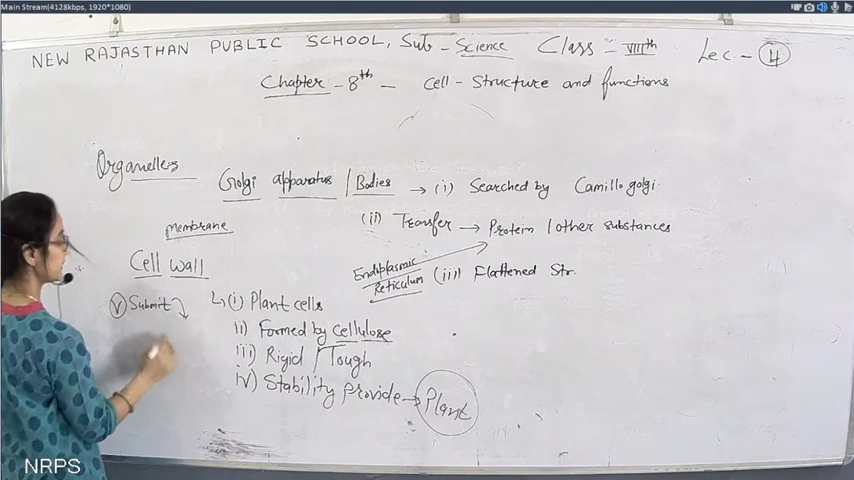 Main Stream(4128kbps, 1920*1080)
NEW RAJASTHAN PUBLIC SCHOOL, Sub - Science Class = VIIIth Lec. - 4
Chapter - 8th - Cell - Structure and functions
Organelles
Golgi apparatus / Bodies → (i) Searched by Camillo golgi.
(ii) Transfer → Protein / other substances
membrane
Cell Wall
Endoplasmic Reticulum (iii) Flattened Str.
(V) Submit ↳ (i) Plant cells
ii) Formed by cellulose
iii) Rigid / Tough
iv) Stability provide → Plant
NRPS